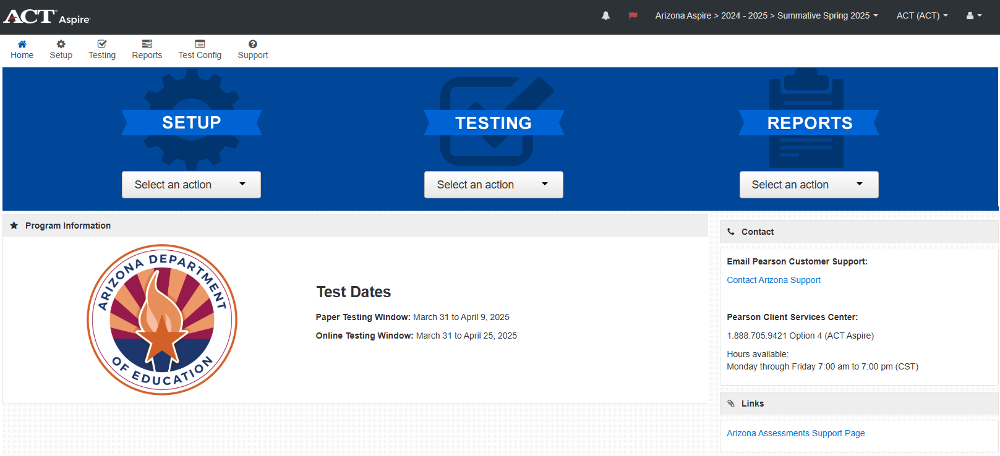 ACT Aspire
Arizona Aspire > 2024 - 2025 > Summative Spring 2025
ACT (ACT)
Home
Setup
Testing
Reports
Test Config
Support
SETUP
TESTING
REPORTS
Select an action
Select an action
Select an action
Program Information
ARIZONA DEPARTMENT
OF EDUCATION
Test Dates
Paper Testing Window: March 31 to April 9, 2025
Online Testing Window: March 31 to April 25, 2025
Contact
Email Pearson Customer Support:
Contact Arizona Support
Pearson Client Services Center:
1.888.705.9421 Option 4 (ACT Aspire)
Hours available:
Monday through Friday 7:00 am to 7:00 pm (CST)
Links
Arizona Assessments Support Page